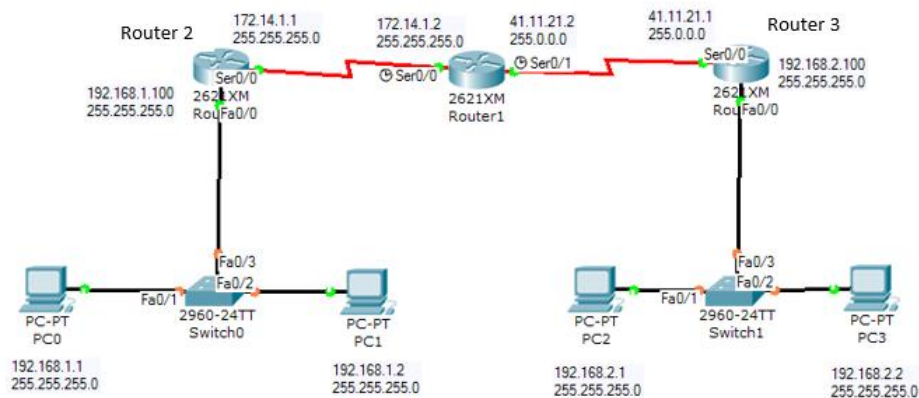 Router 2
172.14.1.1
255.255.255.0
172.14.1.2
255.255.255.0
41.11.21.2
255.0.0.0
41.11.21.1
255.0.0.0
Router 3
Ser0/0
Ser0/0
Ser0/1
Ser0/0
192.168.1.100
255.255.255.0
2621XM
Fa0/0
2621XM
Router1
2621XM
Fa0/0
192.168.2.100
255.255.255.0
Fa0/3
Fa0/2
Fa0/1
PC-PT
PC0
2960-24TT
Switch0
PC-PT
PC1
Fa0/3
Fa0/2
Fa0/1
PC-PT
PC2
2960-24TT
Switch1
PC-PT
PC3
192.168.1.1
255.255.255.0
192.168.1.2
255.255.255.0
192.168.2.1
255.255.255.0
192.168.2.2
255.255.255.0